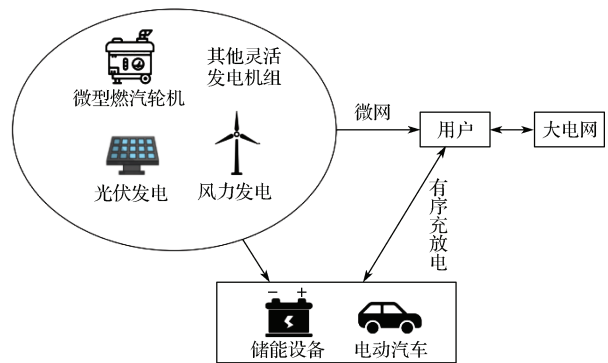 其他灵活
发电机组
微型燃汽轮机
微网
用户
大电网
光伏发电
风力发电
有序充放电
− +
储能设备
电动汽车